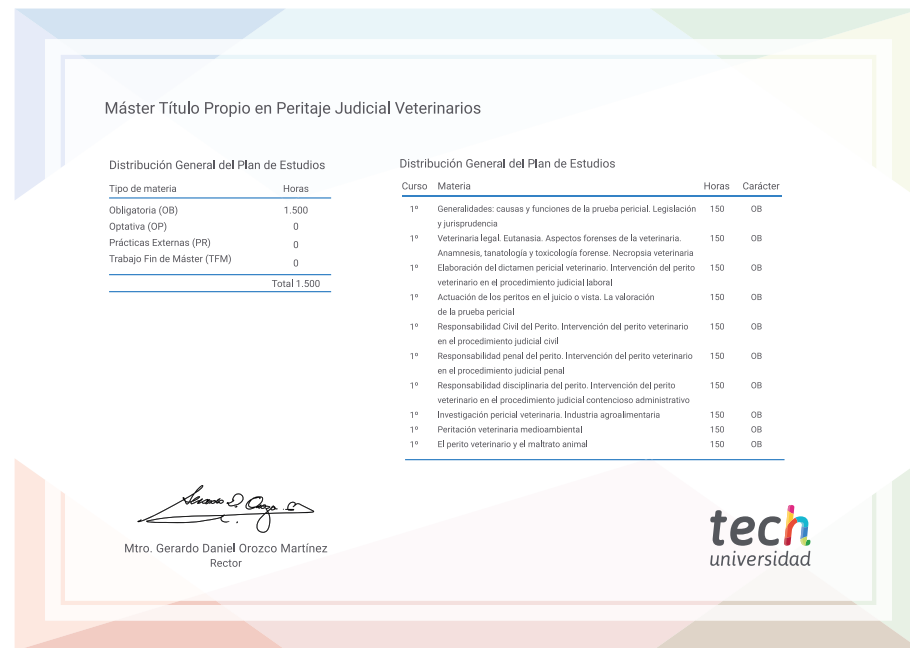 Máster Título Propio en Peritaje Judicial Veterinarios
Distribución General del Plan de Estudios
Tipo de materia Horas
Obligatoria (OB) 1.500
Optativa (OP) 0
Prácticas Externas (PR) 0
Trabajo Fin de Máster (TFM) 0
Total 1.500
Distribución General del Plan de Estudios
Curso Materia Horas Carácter
1º Generalidades: causas y funciones de la prueba pericial. Legislación 150 OB
y jurisprudencia
1º Veterinaria legal. Eutanasia. Aspectos forenses de la veterinaria. 150 OB
Anamnesis, tanatología y toxicología forense. Necropsia veterinaria
1º Elaboración del dictamen pericial veterinario. Intervención del perito 150 OB
veterinario en el procedimiento judicial laboral
1º Actuación de los peritos en el juicio o vista. La valoración 150 OB
de la prueba pericial
1º Responsabilidad Civil del Perito. Intervención del perito veterinario 150 OB
en el procedimiento judicial civil
1º Responsabilidad penal del perito. Intervención del perito veterinario 150 OB
en el procedimiento judicial penal
1º Responsabilidad disciplinaria del perito. Intervención del perito 150 OB
veterinario en el procedimiento judicial contencioso administrativo
1º Investigación pericial veterinaria. Industria agroalimentaria 150 OB
1º Peritación veterinaria medioambiental 150 OB
1º El perito veterinario y el maltrato animal 150 OB
Mtro. Gerardo Daniel Orozco Martínez
Rector
tech
universidad